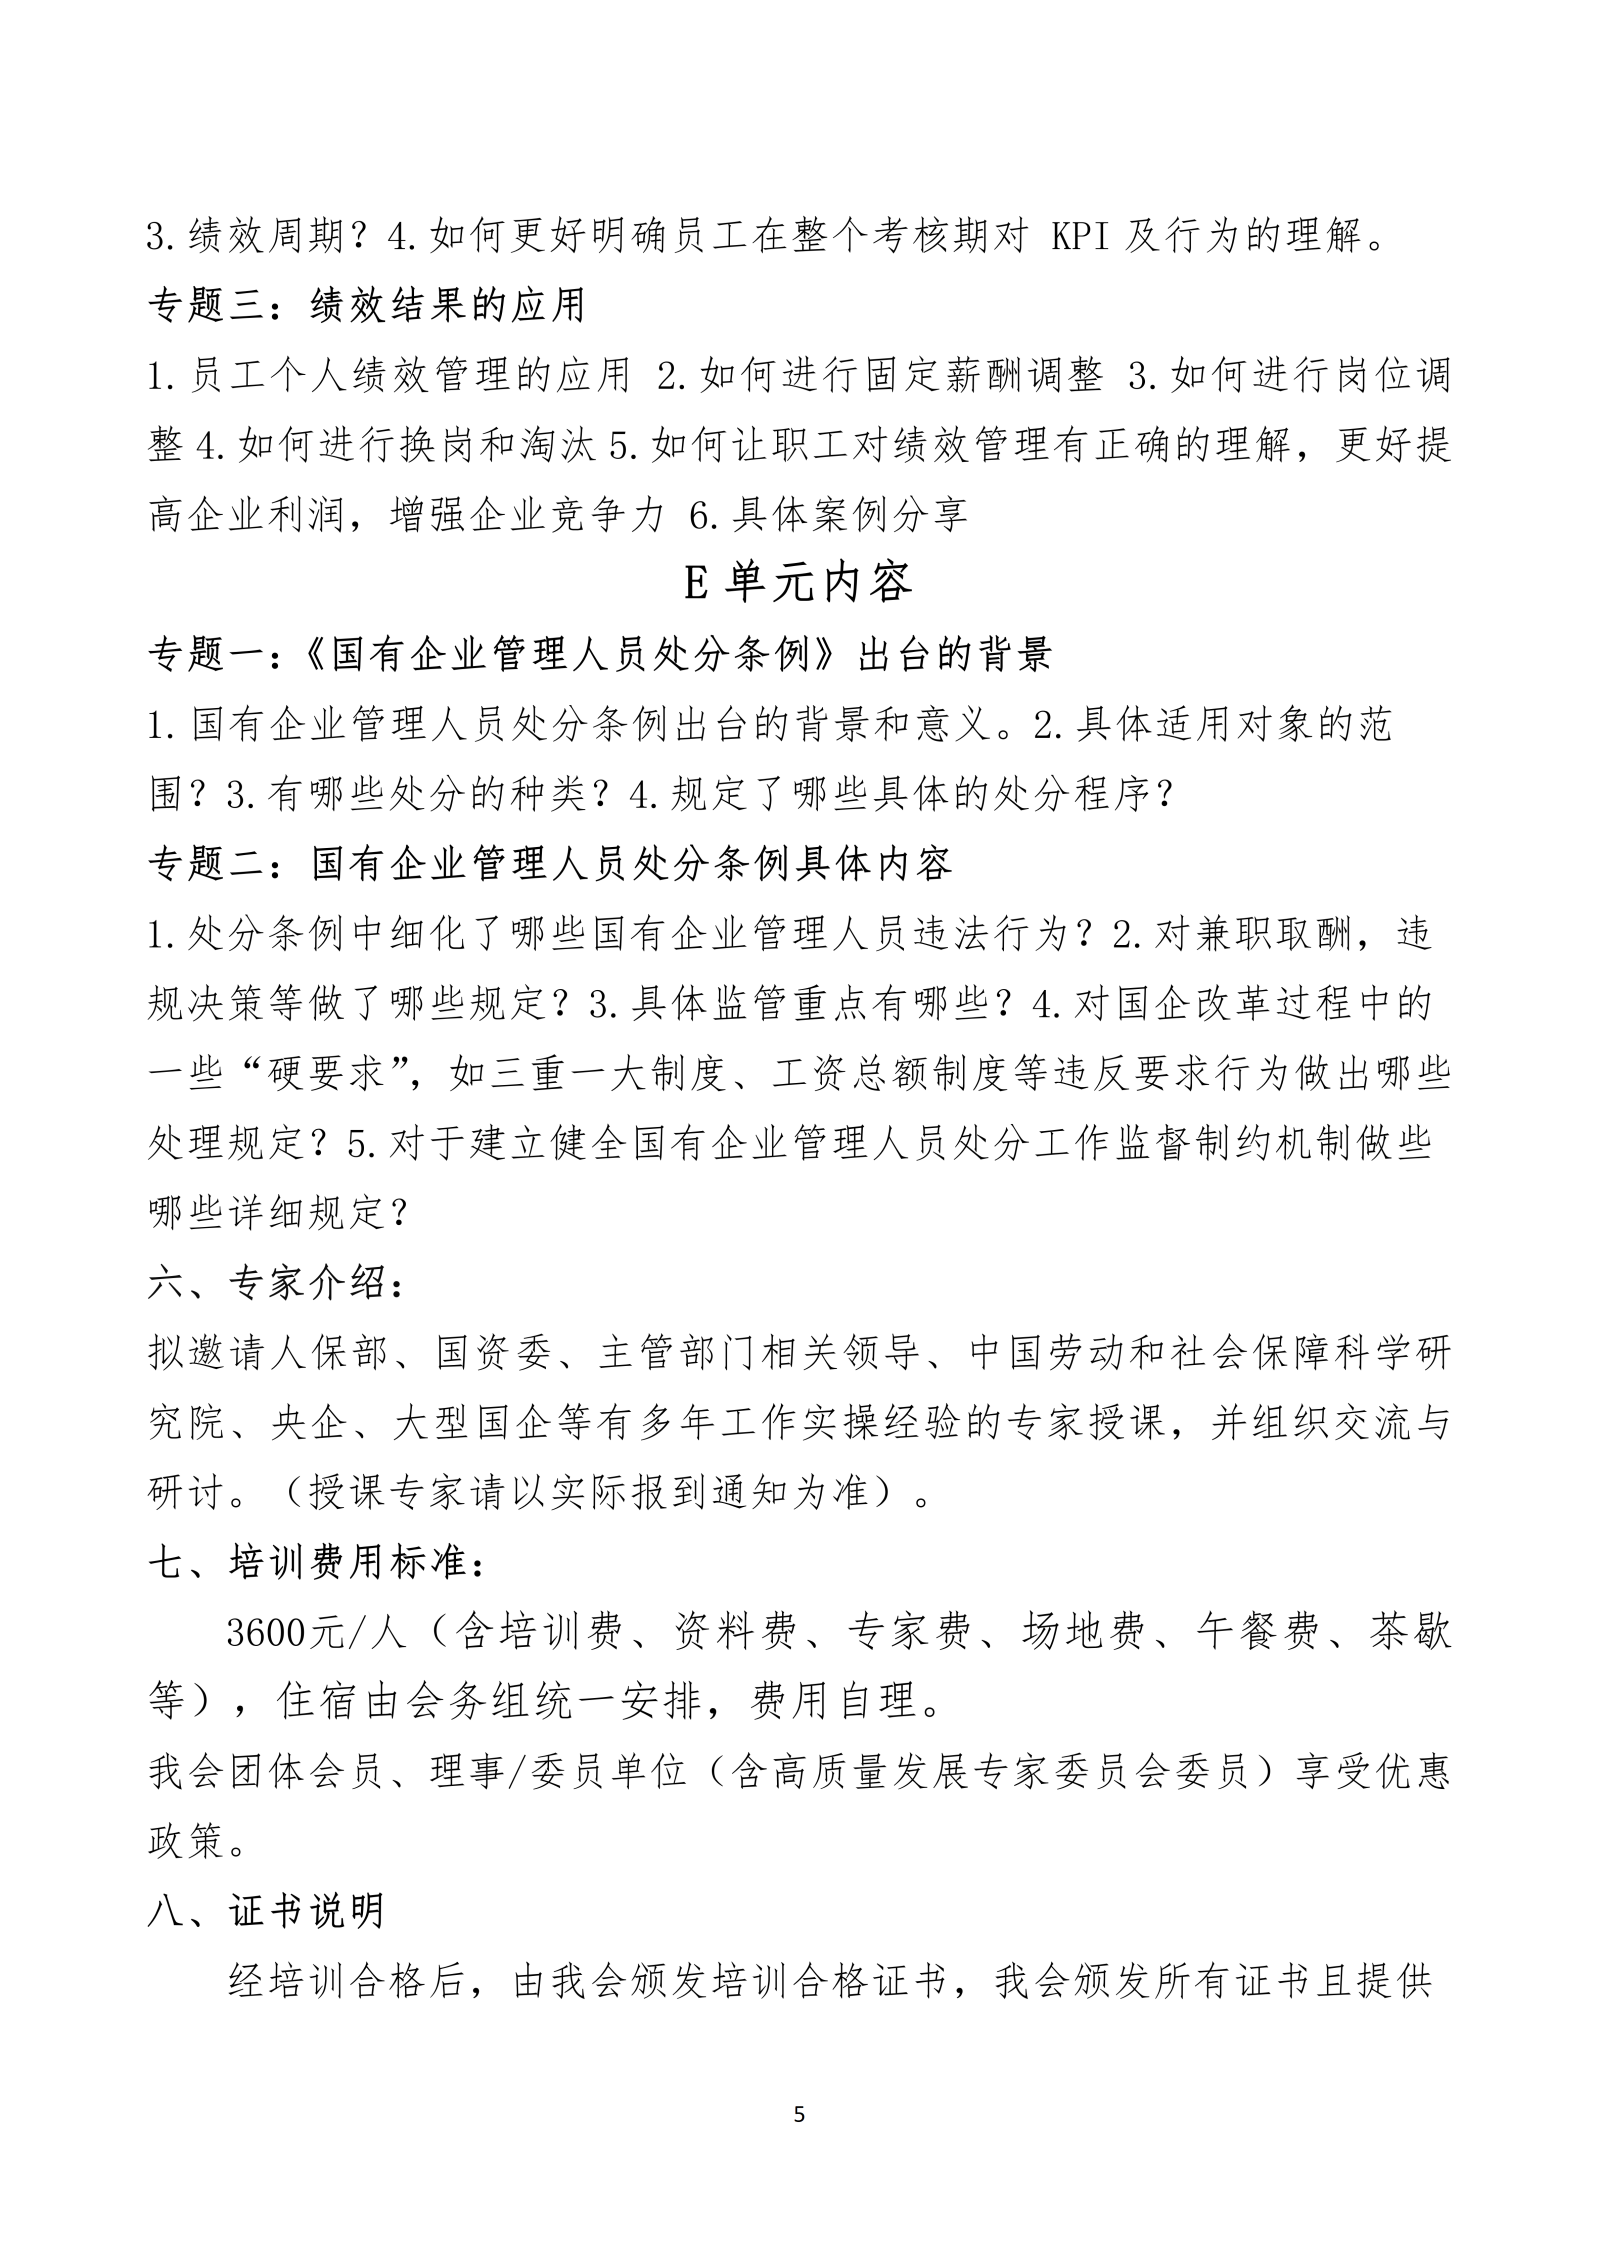 3.绩效周期？4.如何更好明确员工在整个考核期对 KPI 及行为的理解。
专题三：绩效结果的应用
1.员工个人绩效管理的应用 2.如何进行固定薪酬调整 3.如何进行岗位调
整 4.如何进行换岗和淘汰 5.如何让职工对绩效管理有正确的理解，更好提
高企业利润，增强企业竞争力 6.具体案例分享
E 单元内容
专题一：《国有企业管理人员处分条例》出台的背景
1.国有企业管理人员处分条例出台的背景和意义。2.具体适用对象的范
围？3.有哪些处分的种类？4.规定了哪些具体的处分程序？
专题二：国有企业管理人员处分条例具体内容
1.处分条例中细化了哪些国有企业管理人员违法行为？2.对兼职取酬，违
规决策等做了哪些规定？3.具体监管重点有哪些？4.对国企改革过程中的
一些“硬要求”，如三重一大制度、工资总额制度等违反要求行为做出哪些
处理规定？5.对于建立健全国有企业管理人员处分工作监督制约机制做些
哪些详细规定？
六、专家介绍：
拟邀请人保部、国资委、主管部门相关领导、中国劳动和社会保障科学研
究院、央企、大型国企等有多年工作实操经验的专家授课，并组织交流与
研讨。（授课专家请以实际报到通知为准）。
七、培训费用标准：
3600元/人（含培训费、资料费、专家费、场地费、午餐费、茶歇
等），住宿由会务组统一安排，费用自理。
我会团体会员、理事/委员单位（含高质量发展专家委员会委员）享受优惠
政策。
八、证书说明
经培训合格后，由我会颁发培训合格证书，我会颁发所有证书且提供
5